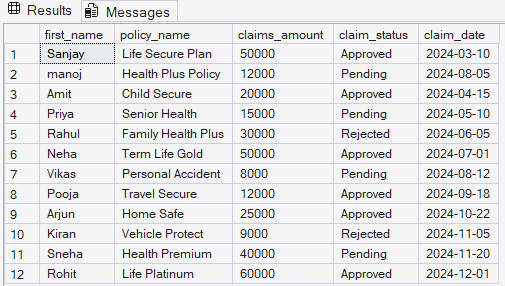 Results Messages
first_name policy_name claims_amount claim_status claim_date
1 Sanjay Life Secure Plan 50000 Approved 2024-03-10
2 manoj Health Plus Policy 12000 Pending 2024-08-05
3 Amit Child Secure 20000 Approved 2024-04-15
4 Priya Senior Health 15000 Pending 2024-05-10
5 Rahul Family Health Plus 30000 Rejected 2024-06-05
6 Neha Term Life Gold 50000 Approved 2024-07-01
7 Vikas Personal Accident 8000 Pending 2024-08-12
8 Pooja Travel Secure 12000 Approved 2024-09-18
9 Arjun Home Safe 25000 Approved 2024-10-22
10 Kiran Vehicle Protect 9000 Rejected 2024-11-05
11 Sneha Health Premium 40000 Pending 2024-11-20
12 Rohit Life Platinum 60000 Approved 2024-12-01